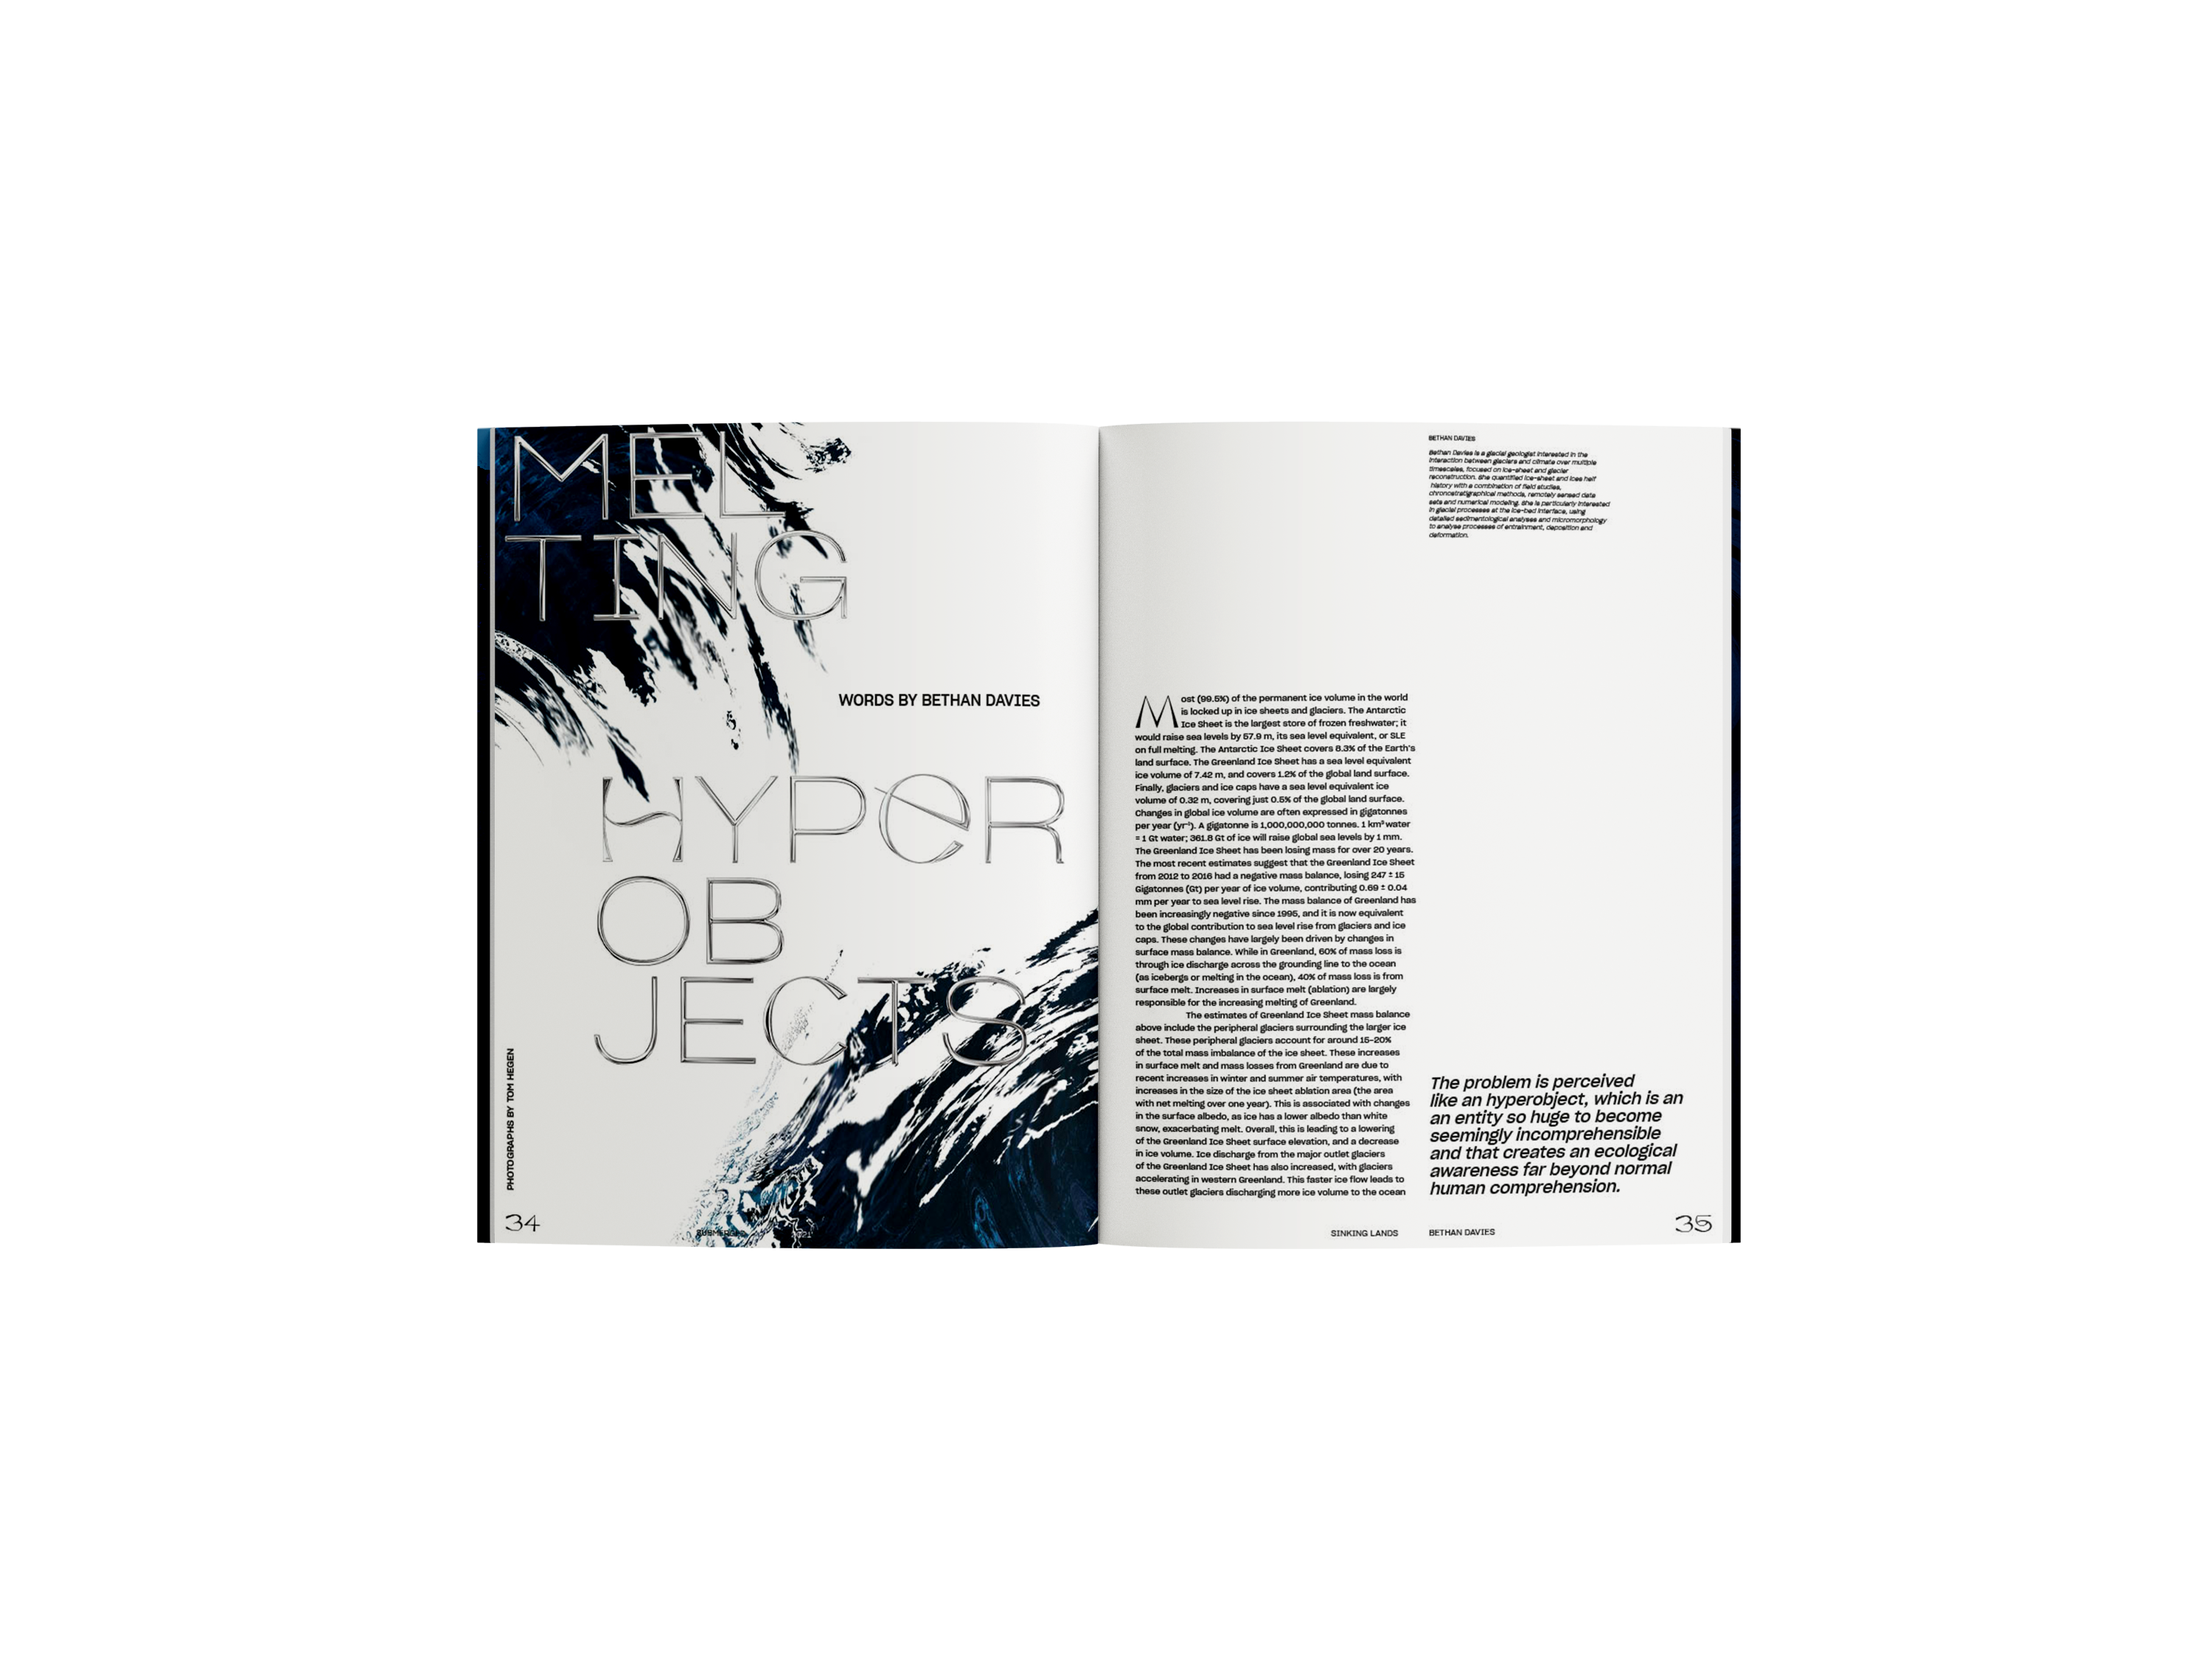 MEL
TING
WORDS BY BETHAN DAVIES
HYPeR
OB
JECTS
PHOTOGRAPHS BY TOM HEGEN
34
BETHAN DAVIES
Bethan Davies is a glacial geologist interested in the
interaction between glaciers and climate over multiple
timescales, focused on ice-sheet and glacier
reconstruction. She quantified ice-sheet and ices half
history with a combination of field studies,
chronostratigraphical methods, remotely sensed data
sets and numerical modeling. She is particularly interested
in glacial processes at the ice-bed interface, using
detailed sedimentological analyses and micromorphology
to analyse processes of entrainment, deposition and
deformation.
Most (99.5%) of the permanent ice volume in the world
is locked up in ice sheets and glaciers. The Antarctic
Ice Sheet is the largest store of frozen freshwater; it
would raise sea levels by 57.9 m, its sea level equivalent, or SLE
on full melting. The Antarctic Ice Sheet covers 8.3% of the Earth's
land surface. The Greenland Ice Sheet has a sea level equivalent
ice volume of 7.42 m, and covers 1.2% of the global land surface.
Finally, glaciers and ice caps have a sea level equivalent ice
volume of 0.32 m, covering just 0.5% of the global land surface.
Changes in global ice volume are often expressed in gigatonnes
per year (yr⁻¹). A gigatonne is 1,000,000,000 tonnes. 1 km³ water
= 1 Gt water; 361.8 Gt of ice will raise global sea levels by 1 mm.
The Greenland Ice Sheet has been losing mass for over 20 years.
The most recent estimates suggest that the Greenland Ice Sheet
from 2012 to 2016 had a negative mass balance, losing 247 ± 15
Gigatonnes (Gt) per year of ice volume, contributing 0.69 ± 0.04
mm per year to sea level rise. The mass balance of Greenland has
been increasingly negative since 1995, and it is now equivalent
to the global contribution to sea level rise from glaciers and ice
caps. These changes have largely been driven by changes in
surface mass balance. While in Greenland, 60% of mass loss is
through ice discharge across the grounding line to the ocean
(as icebergs or melting in the ocean), 40% of mass loss is from
surface melt. Increases in surface melt (ablation) are largely
responsible for the increasing melting of Greenland.
The estimates of Greenland Ice Sheet mass balance
above include the peripheral glaciers surrounding the larger ice
sheet. These peripheral glaciers account for around 15-20%
of the total mass imbalance of the ice sheet. These increases
in surface melt and mass losses from Greenland are due to
recent increases in winter and summer air temperatures, with
increases in the size of the ice sheet ablation area (the area
with net melting over one year). This is associated with changes
in the surface albedo, as ice has a lower albedo than white
snow, exacerbating melt. Overall, this is leading to a lowering
of the Greenland Ice Sheet surface elevation, and a decrease
in ice volume. Ice discharge from the major outlet glaciers
of the Greenland Ice Sheet has also increased, with glaciers
accelerating in western Greenland. This faster ice flow leads to
these outlet glaciers discharging more ice volume to the ocean
The problem is perceived
like an hyperobject, which is an
an entity so huge to become
seemingly incomprehensible
and that creates an ecological
awareness far beyond normal
human comprehension.
SINKING LANDS
BETHAN DAVIES
35